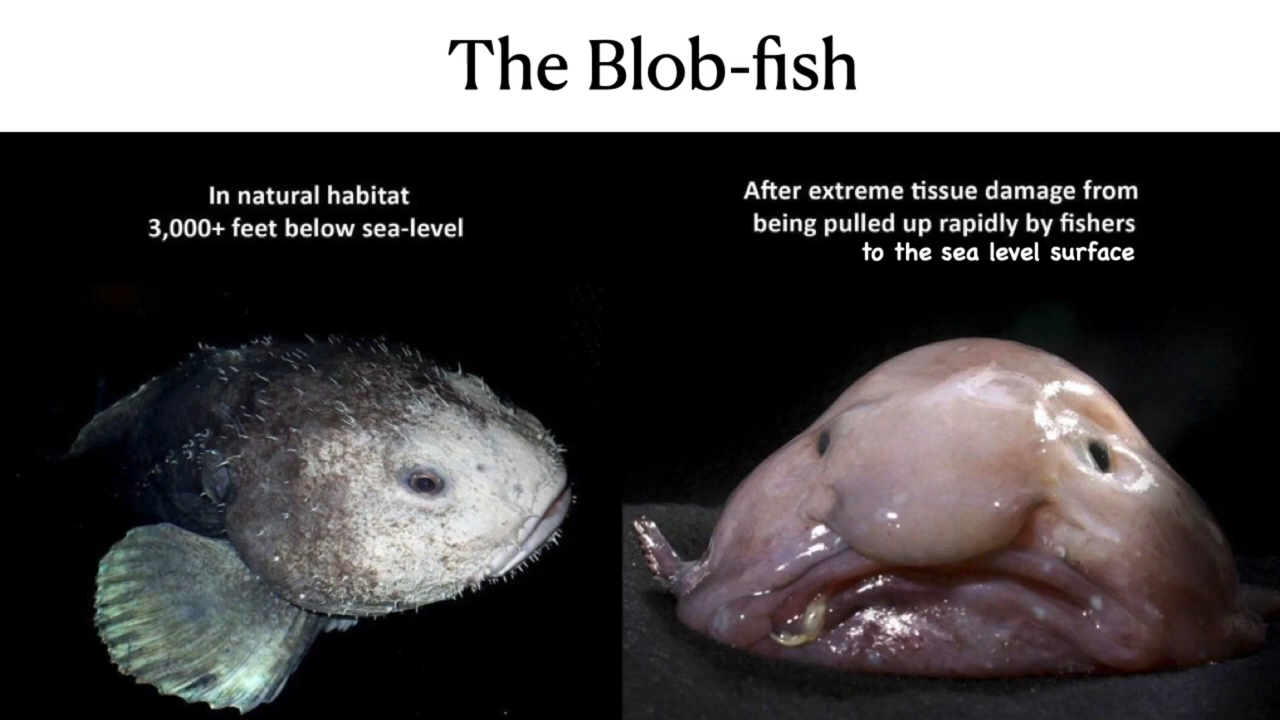 The Blob-fish
In natural habitat
3,000+ feet below sea-level
After extreme tissue damage from
being pulled up rapidly by fishers
to the sea level surface